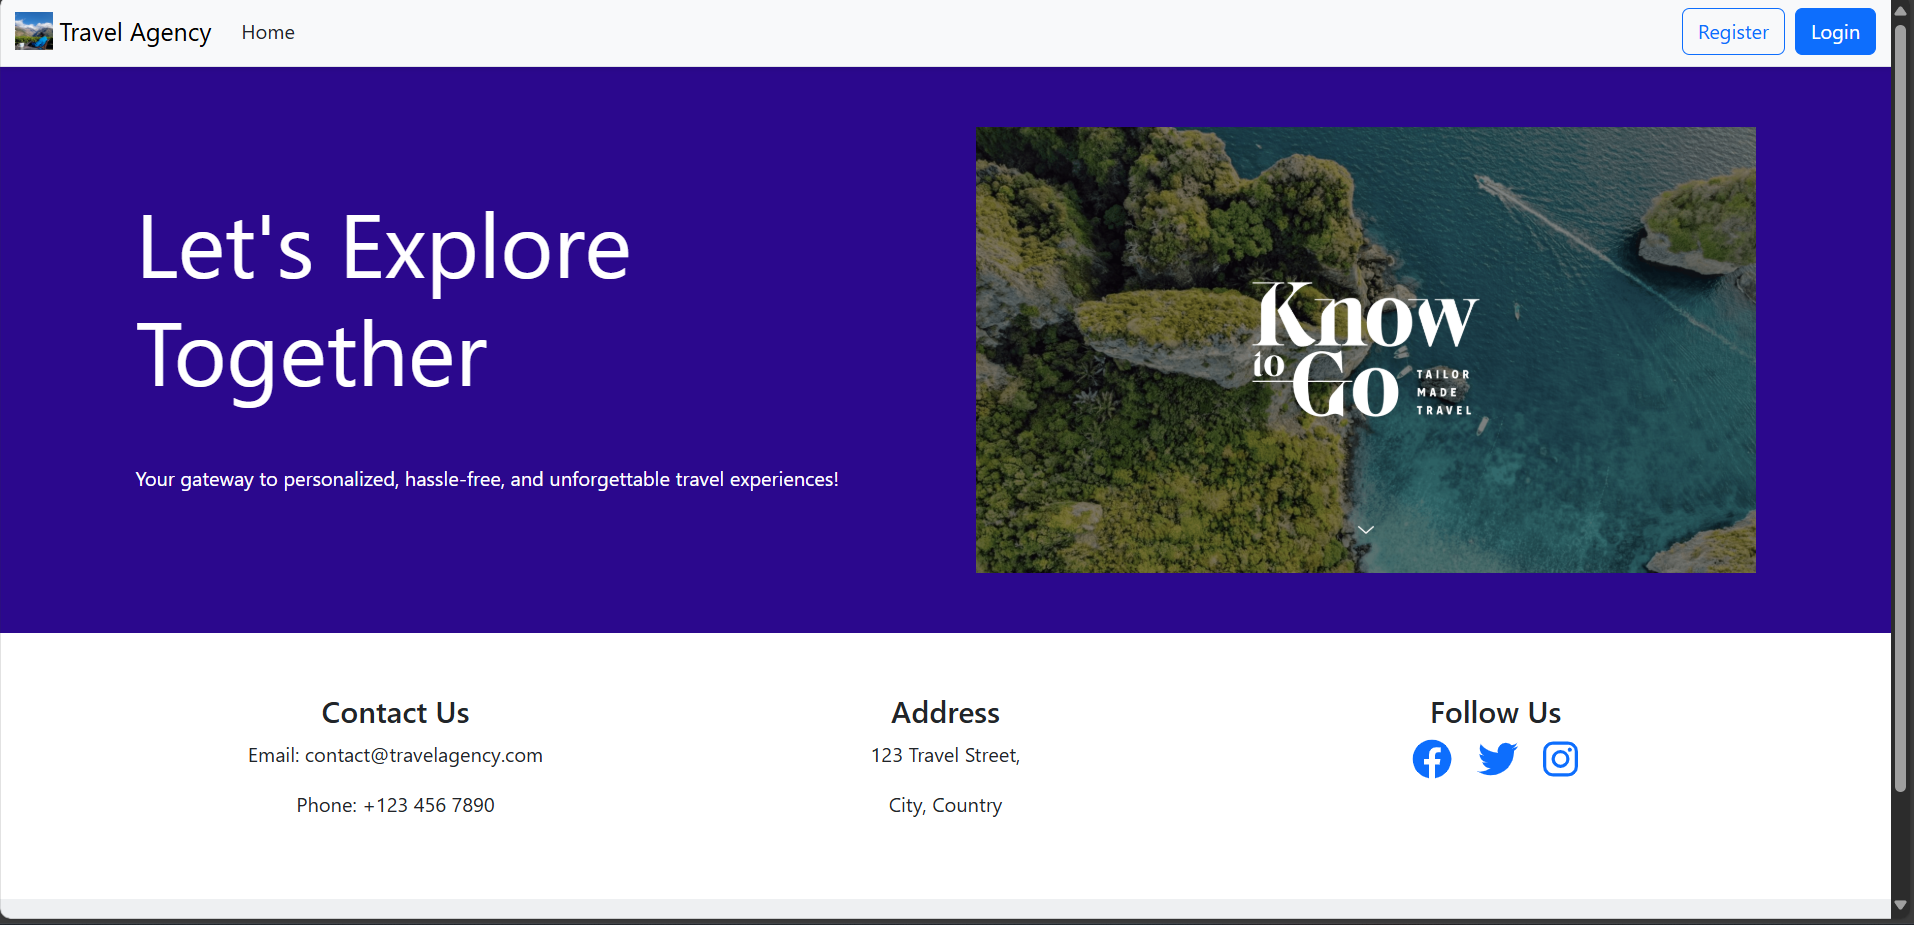 Travel Agency
Home
Register
Login
Let's Explore
Together
Your gateway to personalized, hassle-free, and unforgettable travel experiences!
Know
to Go
TAILOR
MADE
TRAVEL
Contact Us
Email: contact@travelagency.com
Phone: +123 456 7890
Address
123 Travel Street,
City, Country
Follow Us